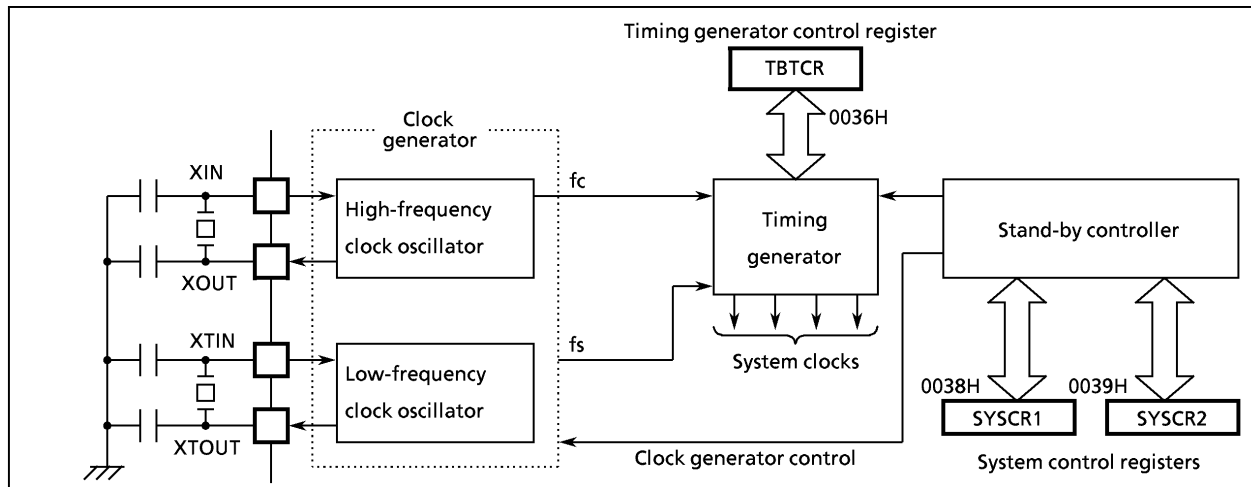 Timing generator control register
TBTCR
0036H
Clock
generator
XIN
fc
High-frequency
clock oscillator
Timing
generator
Stand-by controller
XOUT
XTIN
fs
System clocks
Low-frequency
clock oscillator
0038H
0039H
SYSCR1
SYSCR2
XTOUT
Clock generator control
System control registers